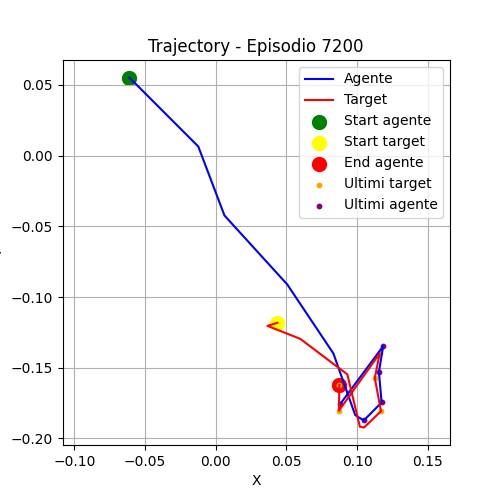 Trajectory - Episodio 7200
Agente
Target
Start agente
Start target
End agente
Ultimi target
Ultimi agente
0.05
0.00
−0.05
−0.10
−0.15
−0.20
−0.10
−0.05
0.00
0.05
0.10
0.15
X